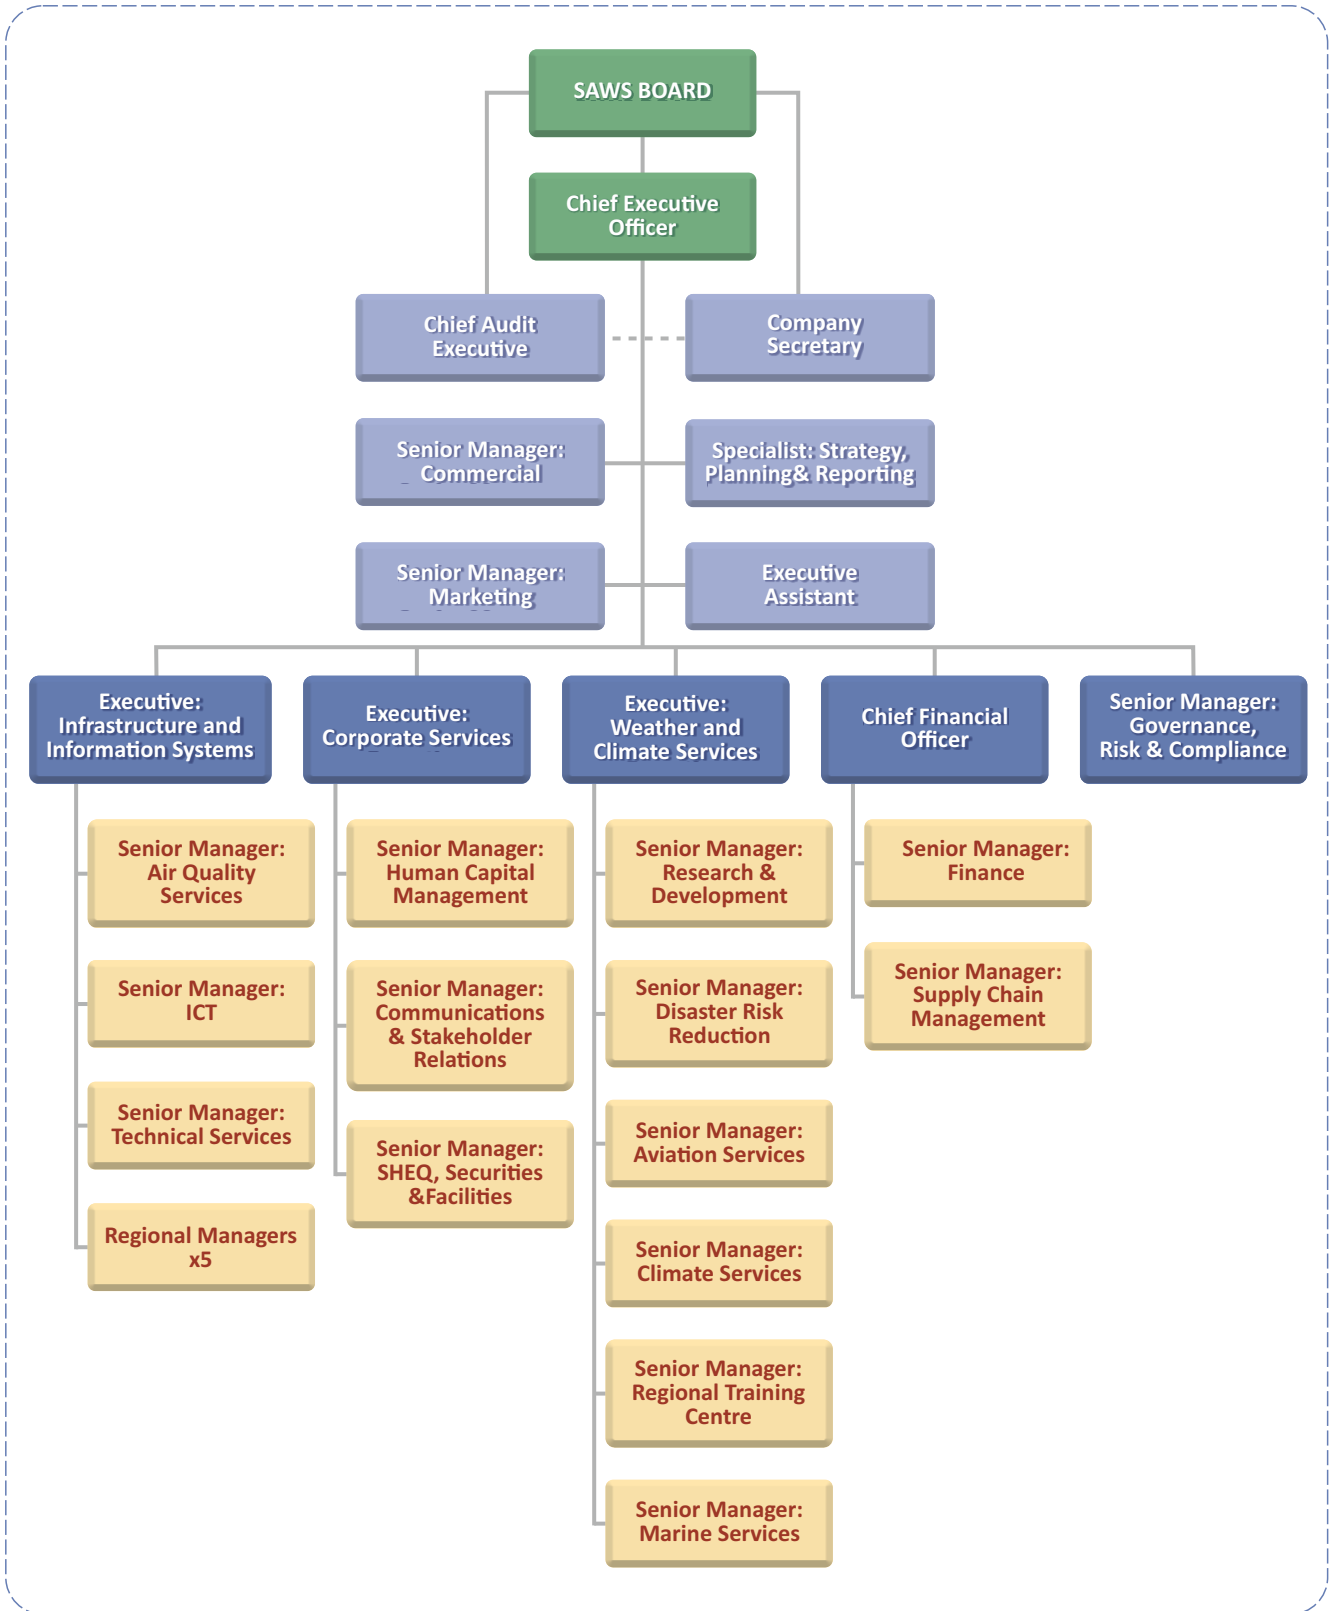 SAWS BOARD
Chief Executive
Officer
Chief Audit
Executive
Company
Secretary
Senior Manager:
Commercial
Specialist: Strategy,
Planning& Reporting
Senior Manager:
Marketing
Executive
Assistant
Executive:
Infrastructure and
Information Systems
Executive:
Corporate Services
Executive:
Weather and
Climate Services
Chief Financial
Officer
Senior Manager:
Governance,
Risk & Compliance
Senior Manager:
Air Quality
Services
Senior Manager:
ICT
Senior Manager:
Technical Services
Regional Managers
x5
Senior Manager:
Human Capital
Management
Senior Manager:
Communications
& Stakeholder
Relations
Senior Manager:
SHEQ, Securities
&Facilities
Senior Manager:
Research &
Development
Senior Manager:
Disaster Risk
Reduction
Senior Manager:
Aviation Services
Senior Manager:
Climate Services
Senior Manager:
Regional Training
Centre
Senior Manager:
Marine Services
Senior Manager:
Finance
Senior Manager:
Supply Chain
Management